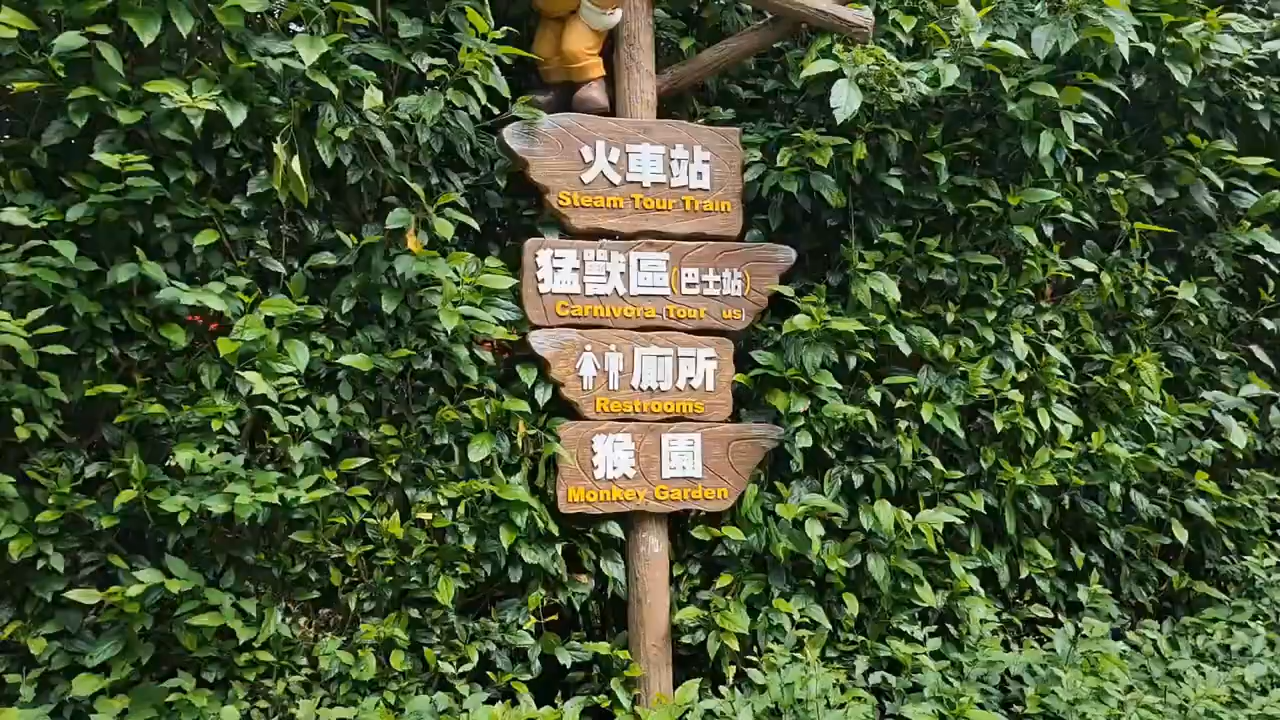 火車站
Steam Tour Train
猛獸區(巴士站)
Carnivora (Tour us)
廁所
Restrooms
猴園
Monkey Garden